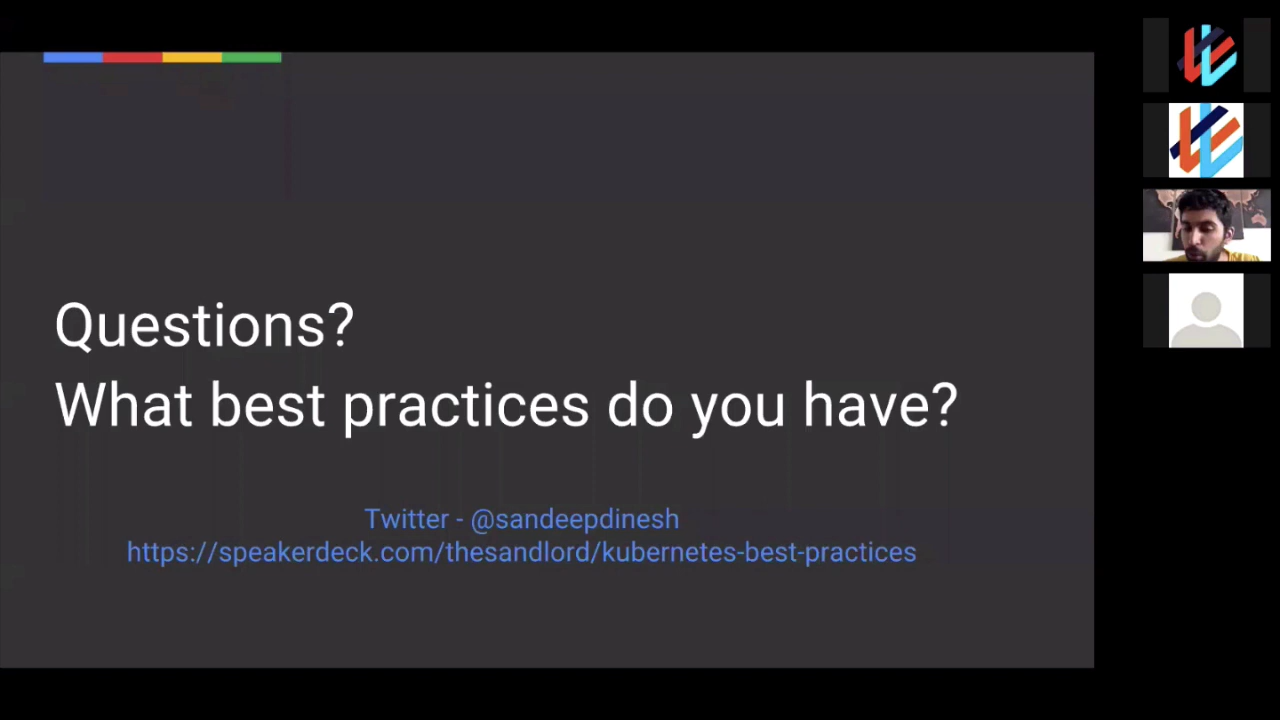 Questions?
What best practices do you have?
Twitter - @sandeepdinesh
https://speakerdeck.com/thesandlord/kubernetes-best-practices